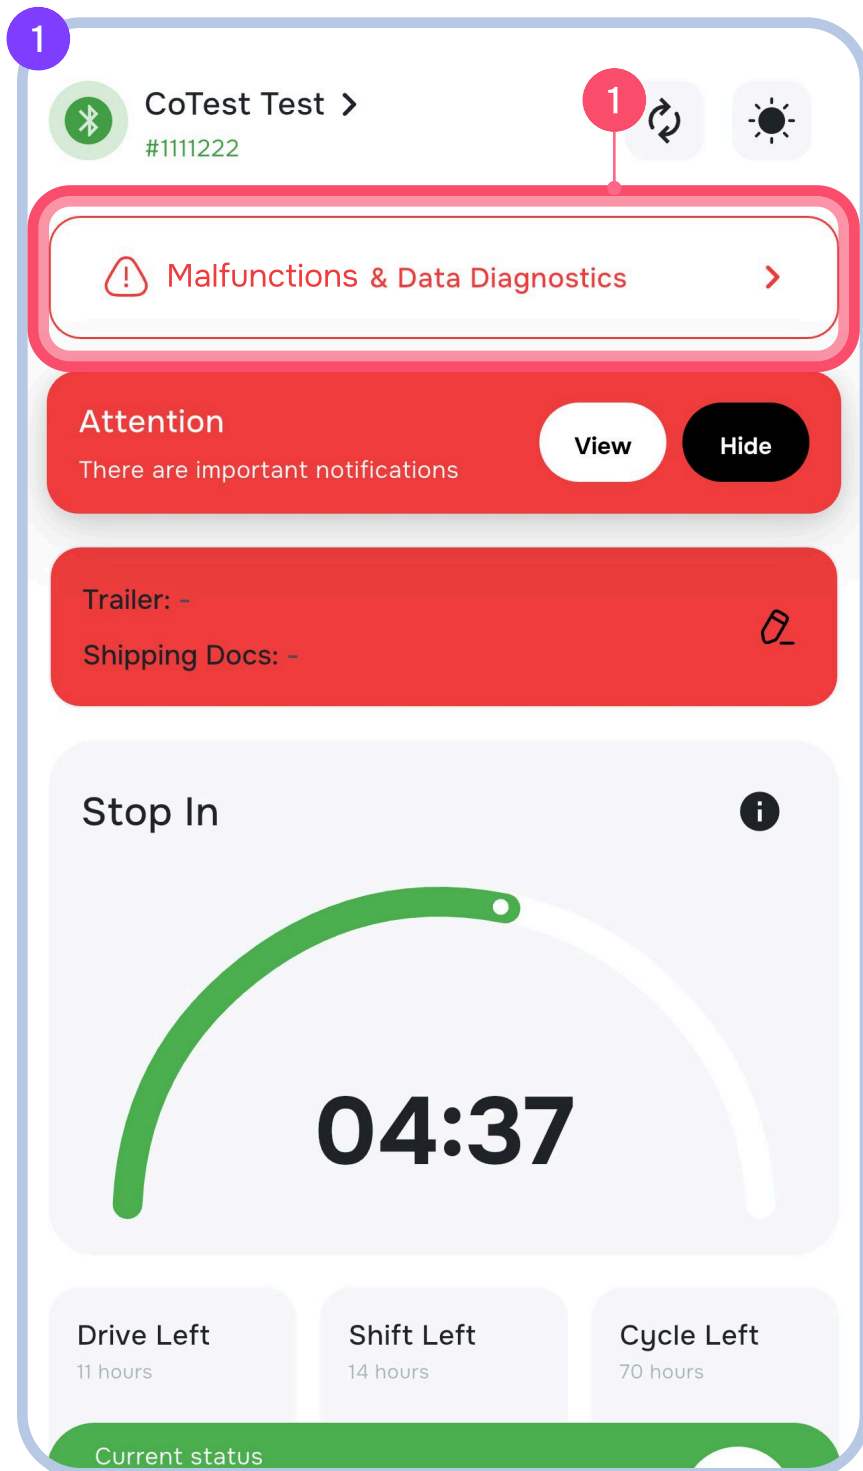 1
CoTest Test
1
#1111222
Malfunctions & Data Diagnostics
Attention
There are important notifications
View
Hide
Trailer: -
Shipping Docs: -
Stop In
04:37
Drive Left
11 hours
Shift Left
14 hours
Cycle Left
70 hours
Current status